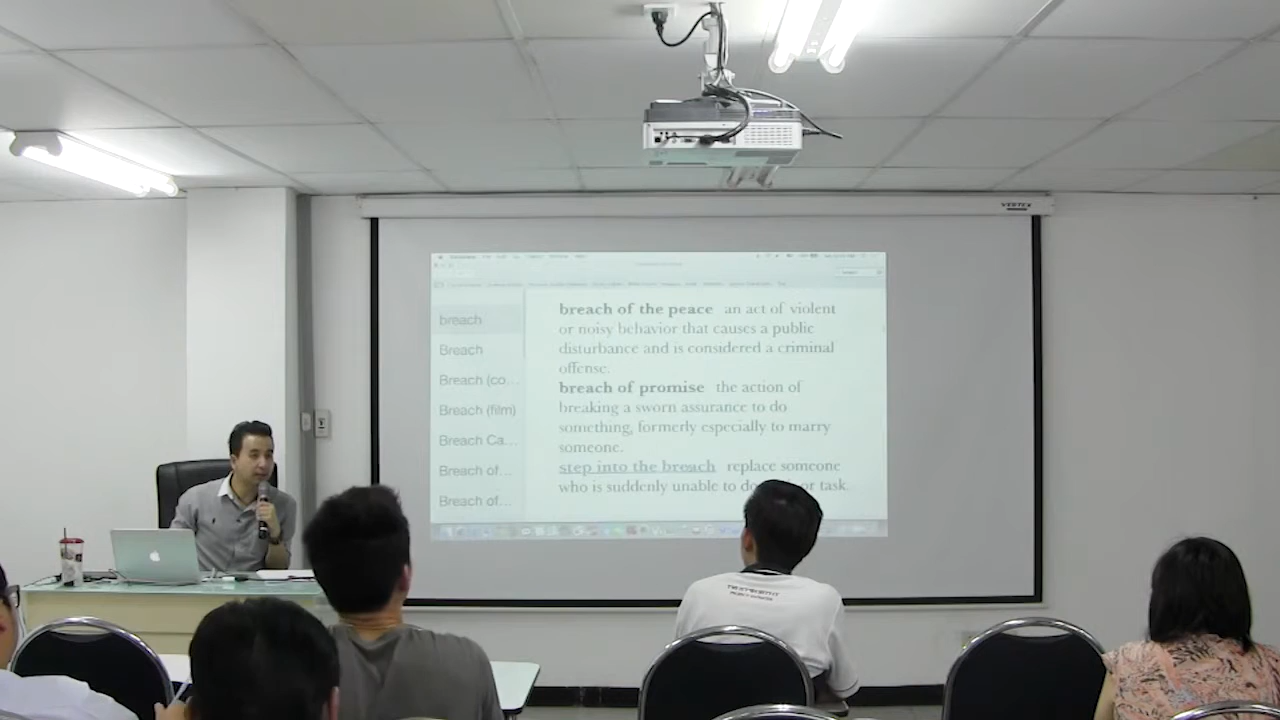 VERTEX
breach
Breach
Breach (co...
Breach (film)
Breach Ca...
Breach of...
Breach of...
breach of the peace an act of violent
or noisy behavior that causes a public
disturbance and is considered a criminal
offense.
breach of promise the action of
breaking a sworn assurance to do
something, formerly especially to marry
someone.
step into the breach replace someone
who is suddenly unable to do or task.